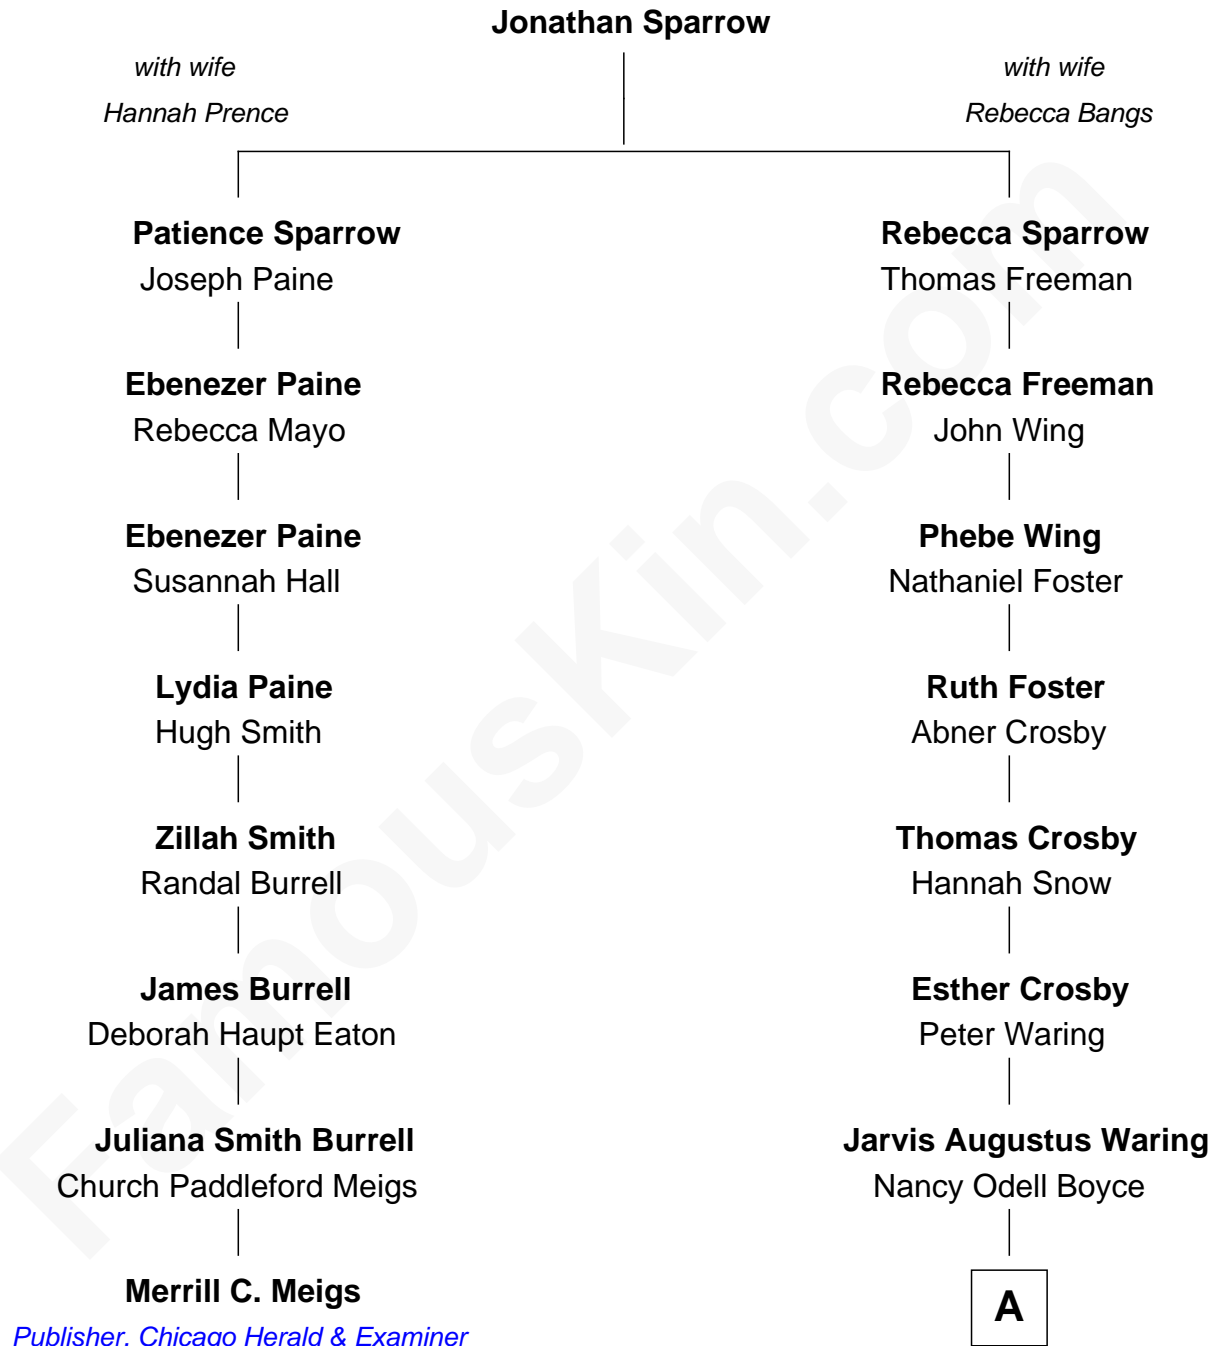 Jonathan Sparrow
with wife
Hannah Prence
with wife
Rebecca Bangs
Patience Sparrow
Joseph Paine
Rebecca Sparrow
Thomas Freeman
Ebenezer Paine
Rebecca Mayo
Rebecca Freeman
John Wing
Ebenezer Paine
Susannah Hall
Phebe Wing
Nathaniel Foster
Lydia Paine
Hugh Smith
Ruth Foster
Abner Crosby
Zillah Smith
Randal Burrell
Thomas Crosby
Hannah Snow
James Burrell
Deborah Haupt Eaton
Esther Crosby
Peter Waring
Juliana Smith Burrell
Church Paddleford Meigs
Jarvis Augustus Waring
Nancy Odell Boyce
Merrill C. Meigs
Publisher, Chicago Herald & Examiner
A
FamousKin.com